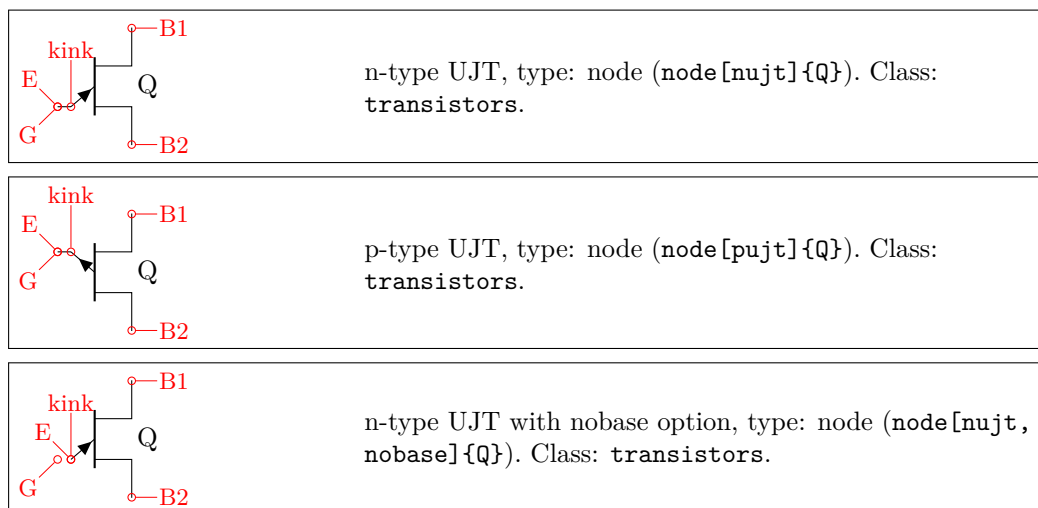 B1
kink
E
Q
G
B2
n-type UJT, type: node (node[nujt]{Q}). Class:
transistors.
kink
B1
E
Q
G
B2
p-type UJT, type: node (node[pujt]{Q}). Class:
transistors.
B1
kink
E
Q
G
B2
n-type UJT with nobase option, type: node (node[nujt,
nobase]{Q}). Class: transistors.